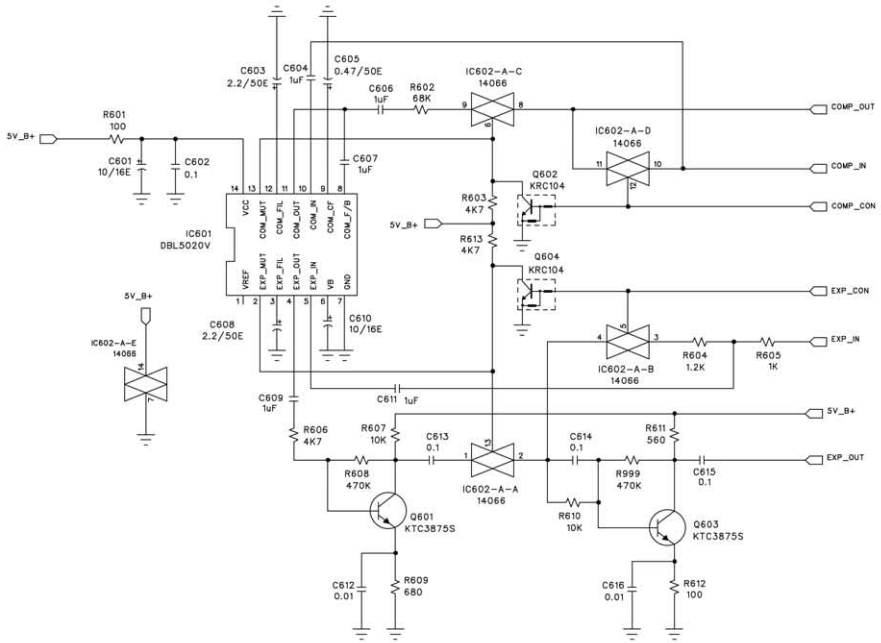 C603
2.2/50E
C604
1uF
C605
0.47/50E
C606
1uF
R602
68K
IC602-A-C
14066
9
8
6
COMP_OUT
R601
100
5V_B+
C601
10/16E
C602
0.1
C607
1uF
IC602-A-D
14066
11
10
12
COMP_IN
Q602
KRC104
COMP_CON
14
13
12
11
10
9
8
VCC
COM_MUT
COM_FIL
COM_OUT
COM_IN
COM_CF
COM_F/B
IC601
DBL5020V
VREF
EXP_MUT
EXP_FIL
EXP_OUT
EXP_IN
VB
GND
1
2
3
4
5
6
7
R603
4K7
5V_B+
R613
4K7
Q604
KRC104
EXP_CON
5V_B+
IC602-A-E
14066
14
7
C608
2.2/50E
C610
10/16E
4
3
5
IC602-A-B
14066
R604
1.2K
R605
1K
EXP_IN
C609
1uF
C611
1uF
5V_B+
R606
4K7
R607
10K
C613
0.1
1
13
2
IC602-A-A
14066
C614
0.1
R611
560
EXP_OUT
R608
470K
R999
470K
C615
0.1
R610
10K
Q601
KTC3875S
Q603
KTC3875S
C612
0.01
R609
680
C616
0.01
R612
100